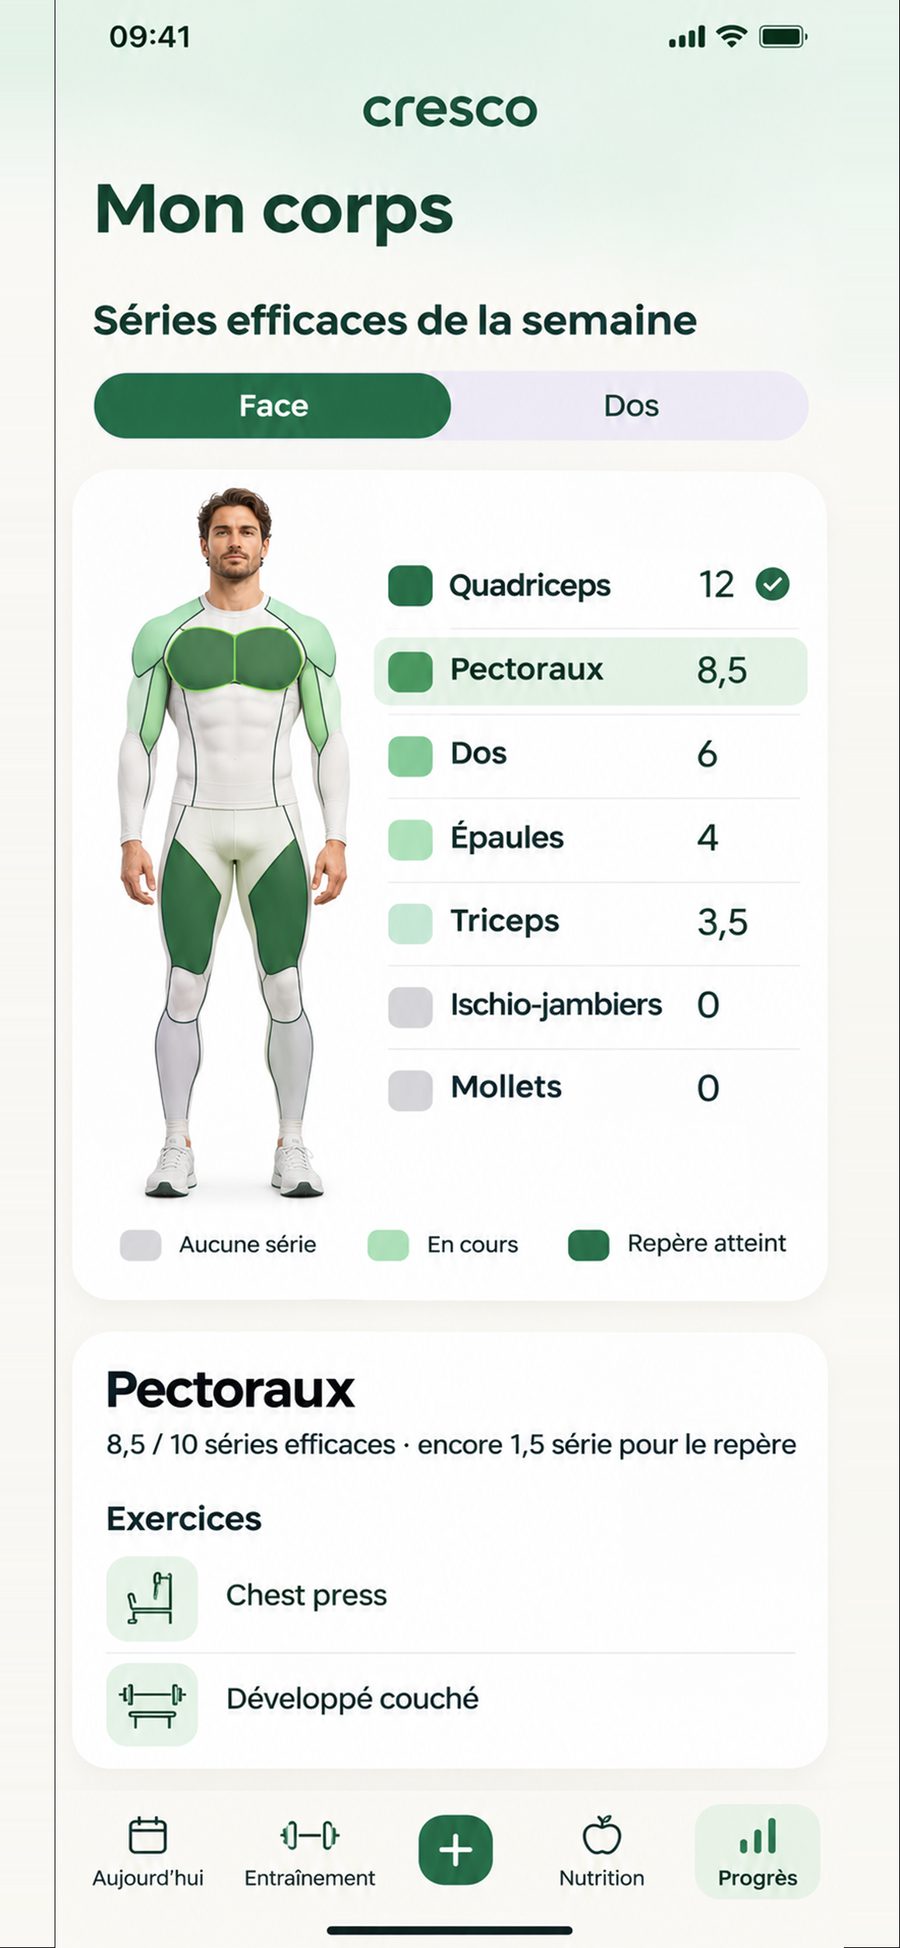 09:41
cresco
Mon corps
Séries efficaces de la semaine
Face Dos
Quadriceps 12
Pectoraux 8,5
Dos 6
Épaules 4
Triceps 3,5
Ischio-jambiers 0
Mollets 0
Aucune série En cours Repère atteint
Pectoraux
8,5 / 10 séries efficaces · encore 1,5 série pour le repère
Exercices
Chest press
Développé couché
Aujourd'hui Entraînement Nutrition Progrès